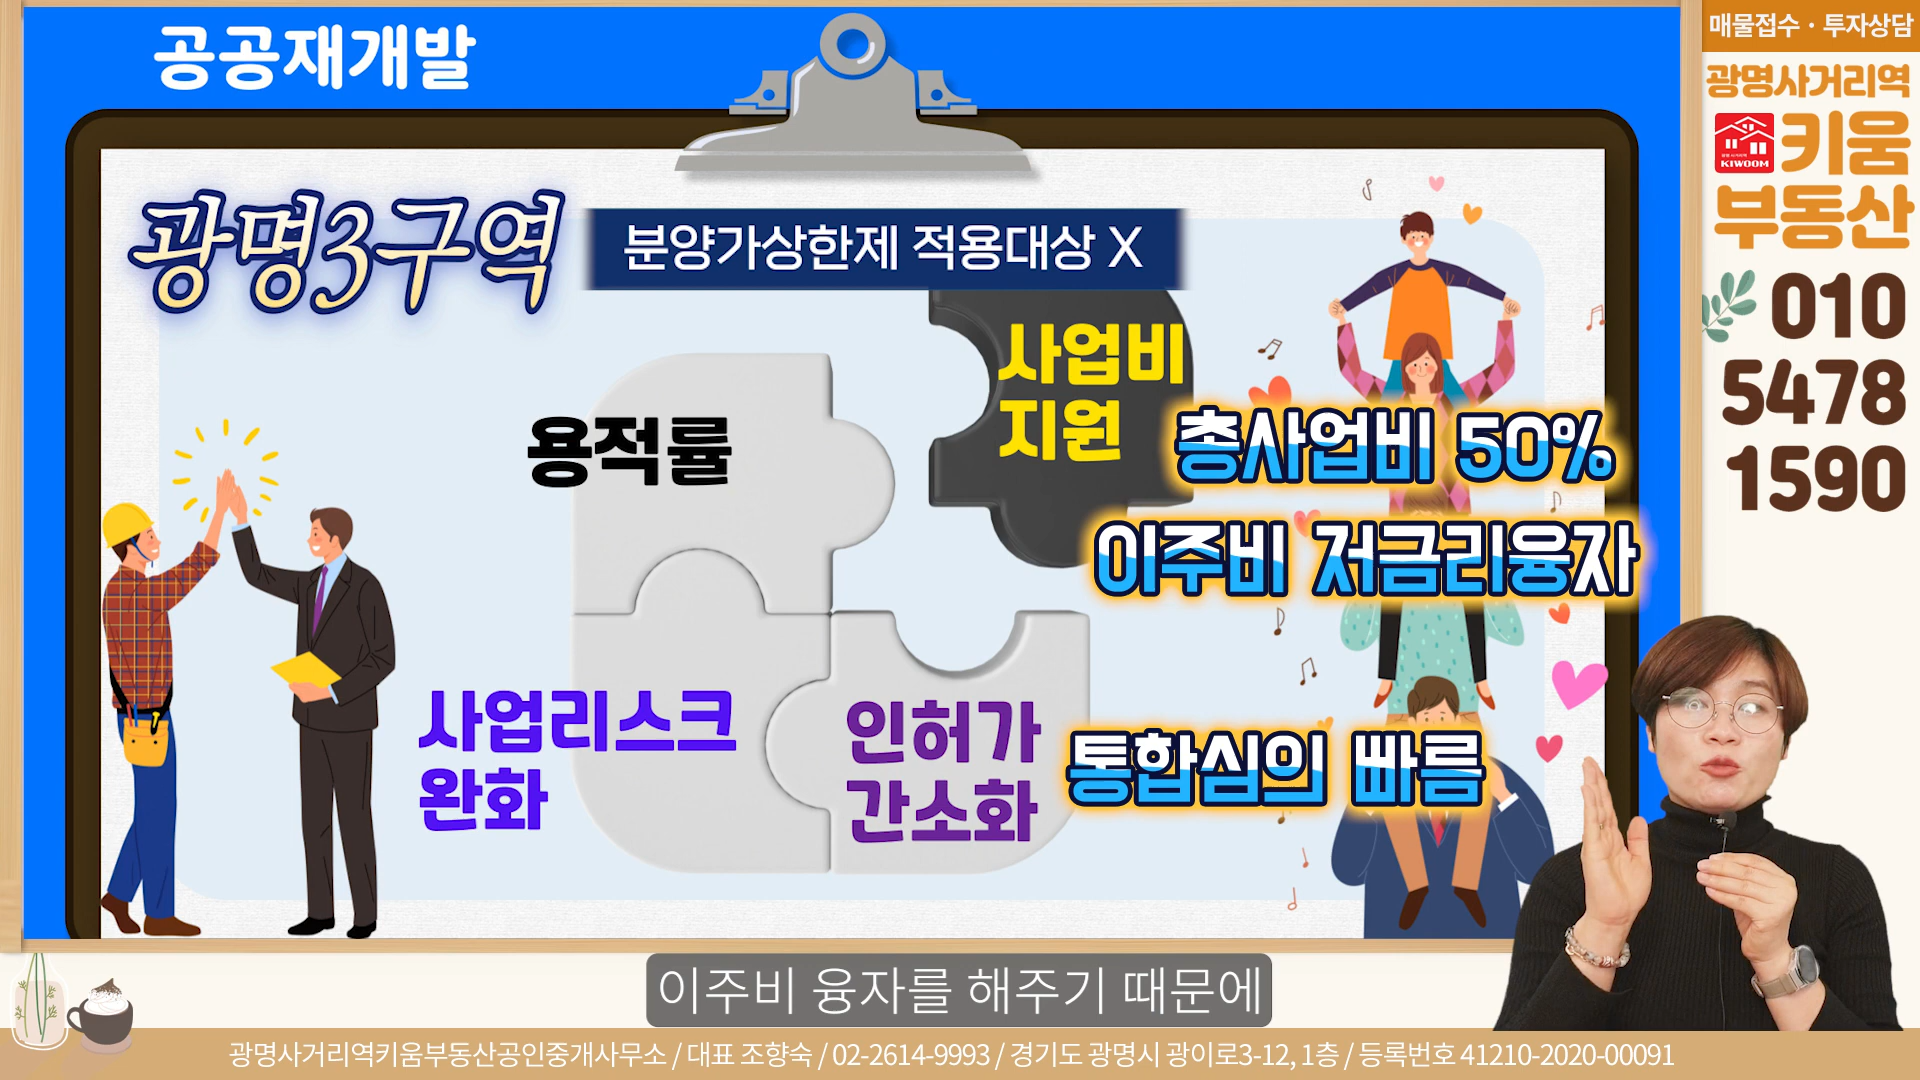 공공재개발
매물접수 · 투자상담
광명사거리역
KIWOOM
키움
부동산
010
5478
1590
광명3구역
분양가상한제 적용대상 X
용적률
사업비
지원
총사업비 50%
이주비 저금리융자
사업리스크
완화
인허가
간소화
통합심의 빠름
이주비 융자를 해주기 때문에
광명사거리역키움부동산공인중개사무소 / 대표 조향숙 / 02-2614-9993 / 경기도 광명시 광이로3-12, 1층 / 등록번호 41210-2020-00091